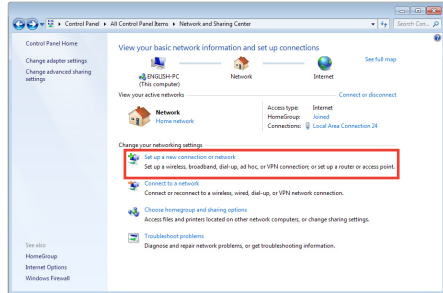 Control Panel ▸ All Control Panel Items ▸ Network and Sharing Center
Search Con...
Control Panel Home
Change adapter settings
Change advanced sharing
settings
View your basic network information and set up connections
See full map
ENGLISH-PC
(This computer)
Network
Internet
View your active networks
Connect or disconnect
Network
Home network
Access type: Internet
HomeGroup: Joined
Connections: Local Area Connection 24
Change your networking settings
Set up a new connection or network
Set up a wireless, broadband, dial-up, ad hoc, or VPN connection; or set up a router or access point.
Connect to a network
Connect or reconnect to a wireless, wired, dial-up, or VPN network connection.
Choose homegroup and sharing options
Access files and printers located on other network computers, or change sharing settings.
Troubleshoot problems
Diagnose and repair network problems, or get troubleshooting information.
See also
HomeGroup
Internet Options
Windows Firewall